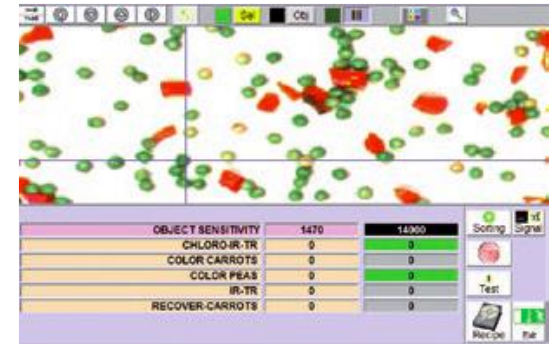 Sel Obj
OBJECT SENSITIVITY 1470 14000
CHLORO-IR-TR 0 0
COLOR CARROTS 0 0
COLOR PEAS 0 0
IR-TR 0 0
RECOVER-CARROTS 0 0
Sorting Signal
Test
Recipe Exit